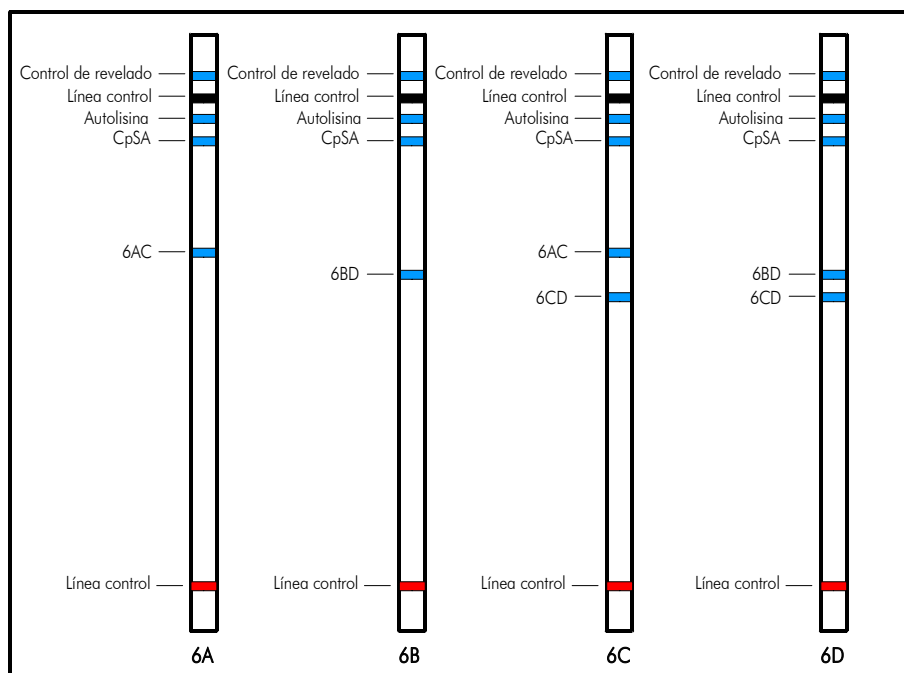 Control de revelado
Línea control
Autolisina
CpSA
6AC
Línea control
6A
Control de revelado
Línea control
Autolisina
CpSA
6BD
Línea control
6B
Control de revelado
Línea control
Autolisina
CpSA
6AC
6CD
Línea control
6C
Control de revelado
Línea control
Autolisina
CpSA
6BD
6CD
Línea control
6D